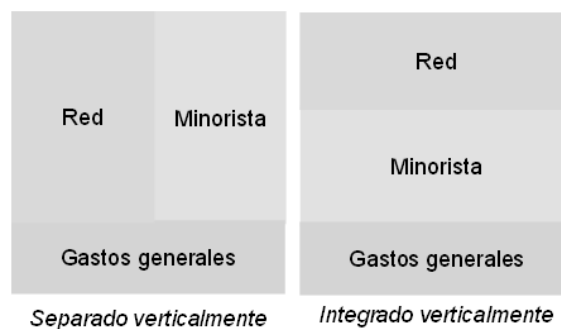 Red
Minorista
Gastos generales
Separado verticalmente
Red
Minorista
Gastos generales
Integrado verticalmente